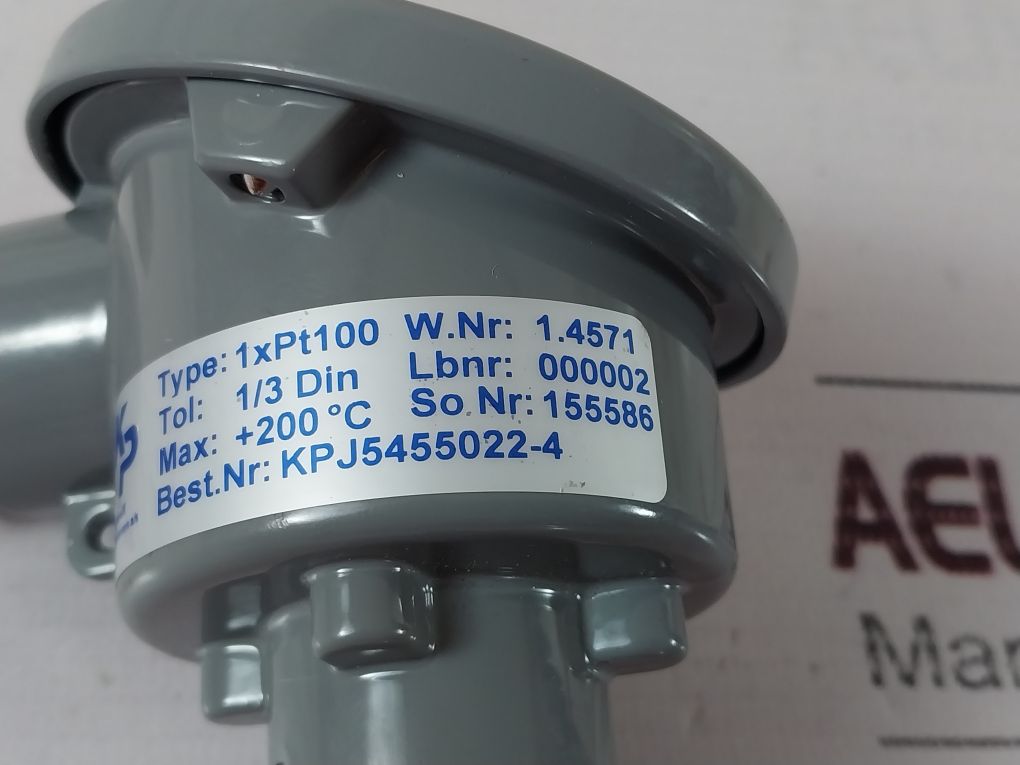 Type: 1xPt100 W.Nr: 1.4571
Tol: 1/3 Din Lbnr: 000002
Max: +200 °C So Nr: 155586
Best.Nr: KPJ5455022-4
AEL
Mar